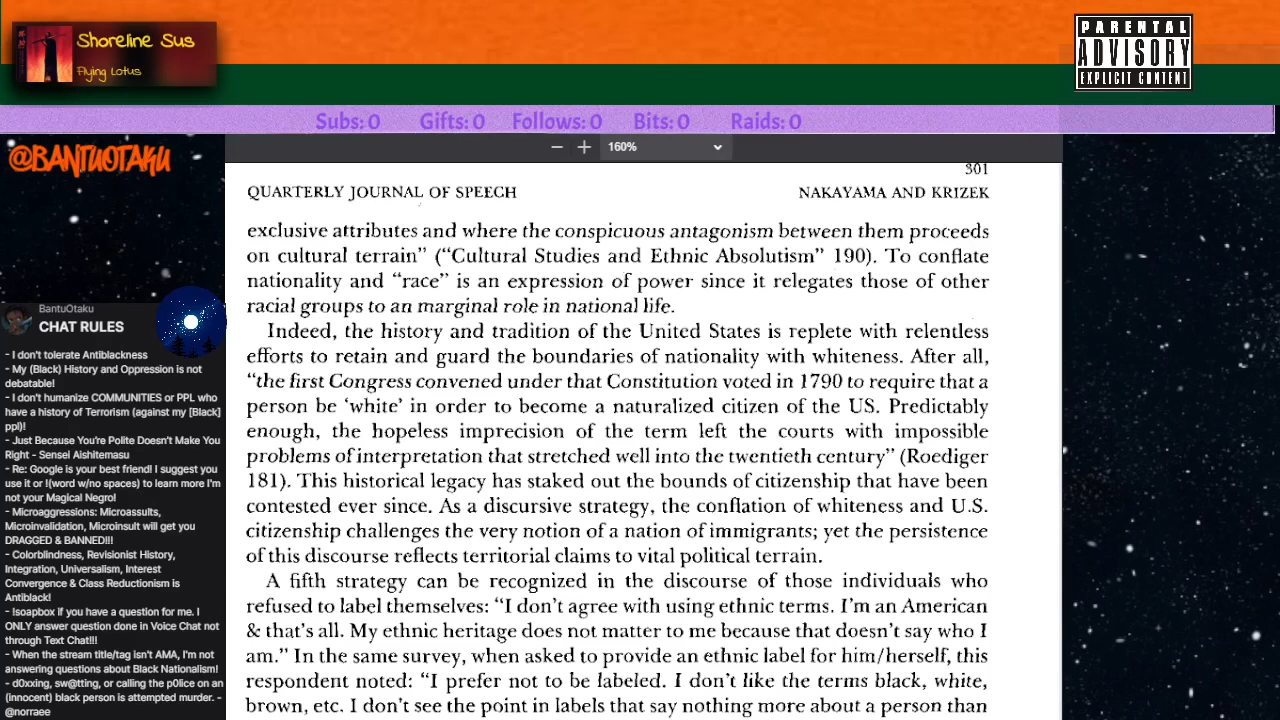 Shoreline Sus
Flying Lotus
PARENTAL
ADVISORY
EXPLICIT CONTENT
Subs: 0 Gifts: 0 Follows: 0 Bits: 0 Raids: 0
@BANTUOTAKU
160%
301
QUARTERLY JOURNAL OF SPEECH NAKAYAMA AND KRIZEK
exclusive attributes and where the conspicuous antagonism between them proceeds
on cultural terrain” (“Cultural Studies and Ethnic Absolutism” 190). To conflate
nationality and “race” is an expression of power since it relegates those of other
racial groups to an marginal role in national life.
Indeed, the history and tradition of the United States is replete with relentless
efforts to retain and guard the boundaries of nationality with whiteness. After all,
“the first Congress convened under that Constitution voted in 1790 to require that a
person be ‘white’ in order to become a naturalized citizen of the US. Predictably
enough, the hopeless imprecision of the term left the courts with impossible
problems of interpretation that stretched well into the twentieth century” (Roediger
181). This historical legacy has staked out the bounds of citizenship that have been
contested ever since. As a discursive strategy, the conflation of whiteness and U.S.
citizenship challenges the very notion of a nation of immigrants; yet the persistence
of this discourse reflects territorial claims to vital political terrain.
A fifth strategy can be recognized in the discourse of those individuals who
refused to label themselves: “I don’t agree with using ethnic terms. I’m an American
& that’s all. My ethnic heritage does not matter to me because that doesn’t say who I
am.” In the same survey, when asked to provide an ethnic label for him/herself, this
respondent noted: “I prefer not to be labeled. I don’t like the terms black, white,
brown, etc. I don’t see the point in labels that say nothing more about a person than
BantuOtaku
CHAT RULES
- I don't tolerate Antiblackness
- My (Black) History and Oppression is not
debatable!
- I don't humanize COMMUNITIES or PPL who
have a history of Terrorism (against my [Black]
ppl)!
- Just Because You're Polite Doesn't Make You
Right - Sensei Aishitemasu
- Re: Google is your best friend! I suggest you
use it or !(word w/no spaces) to learn more I'm
not your Magical Negro!
- Microaggressions: Microassults,
Microinvalidation, Microinsult will get you
DRAGGED & BANNED!!!
- Colorblindness, Revisionist History,
Integration, Universalism, Interest
Convergence & Class Reductionism is
Antiblack!
- !soapbox if you have a question for me. I
ONLY answer question done in Voice Chat not
through Text Chat!!!
- When the stream title/tag isn't AMA, I'm not
answering questions about Black Nationalism!
- d0xxing, sw@tting, or calling the p0lice on an
(innocent) black person is attempted murder. -
@norraee